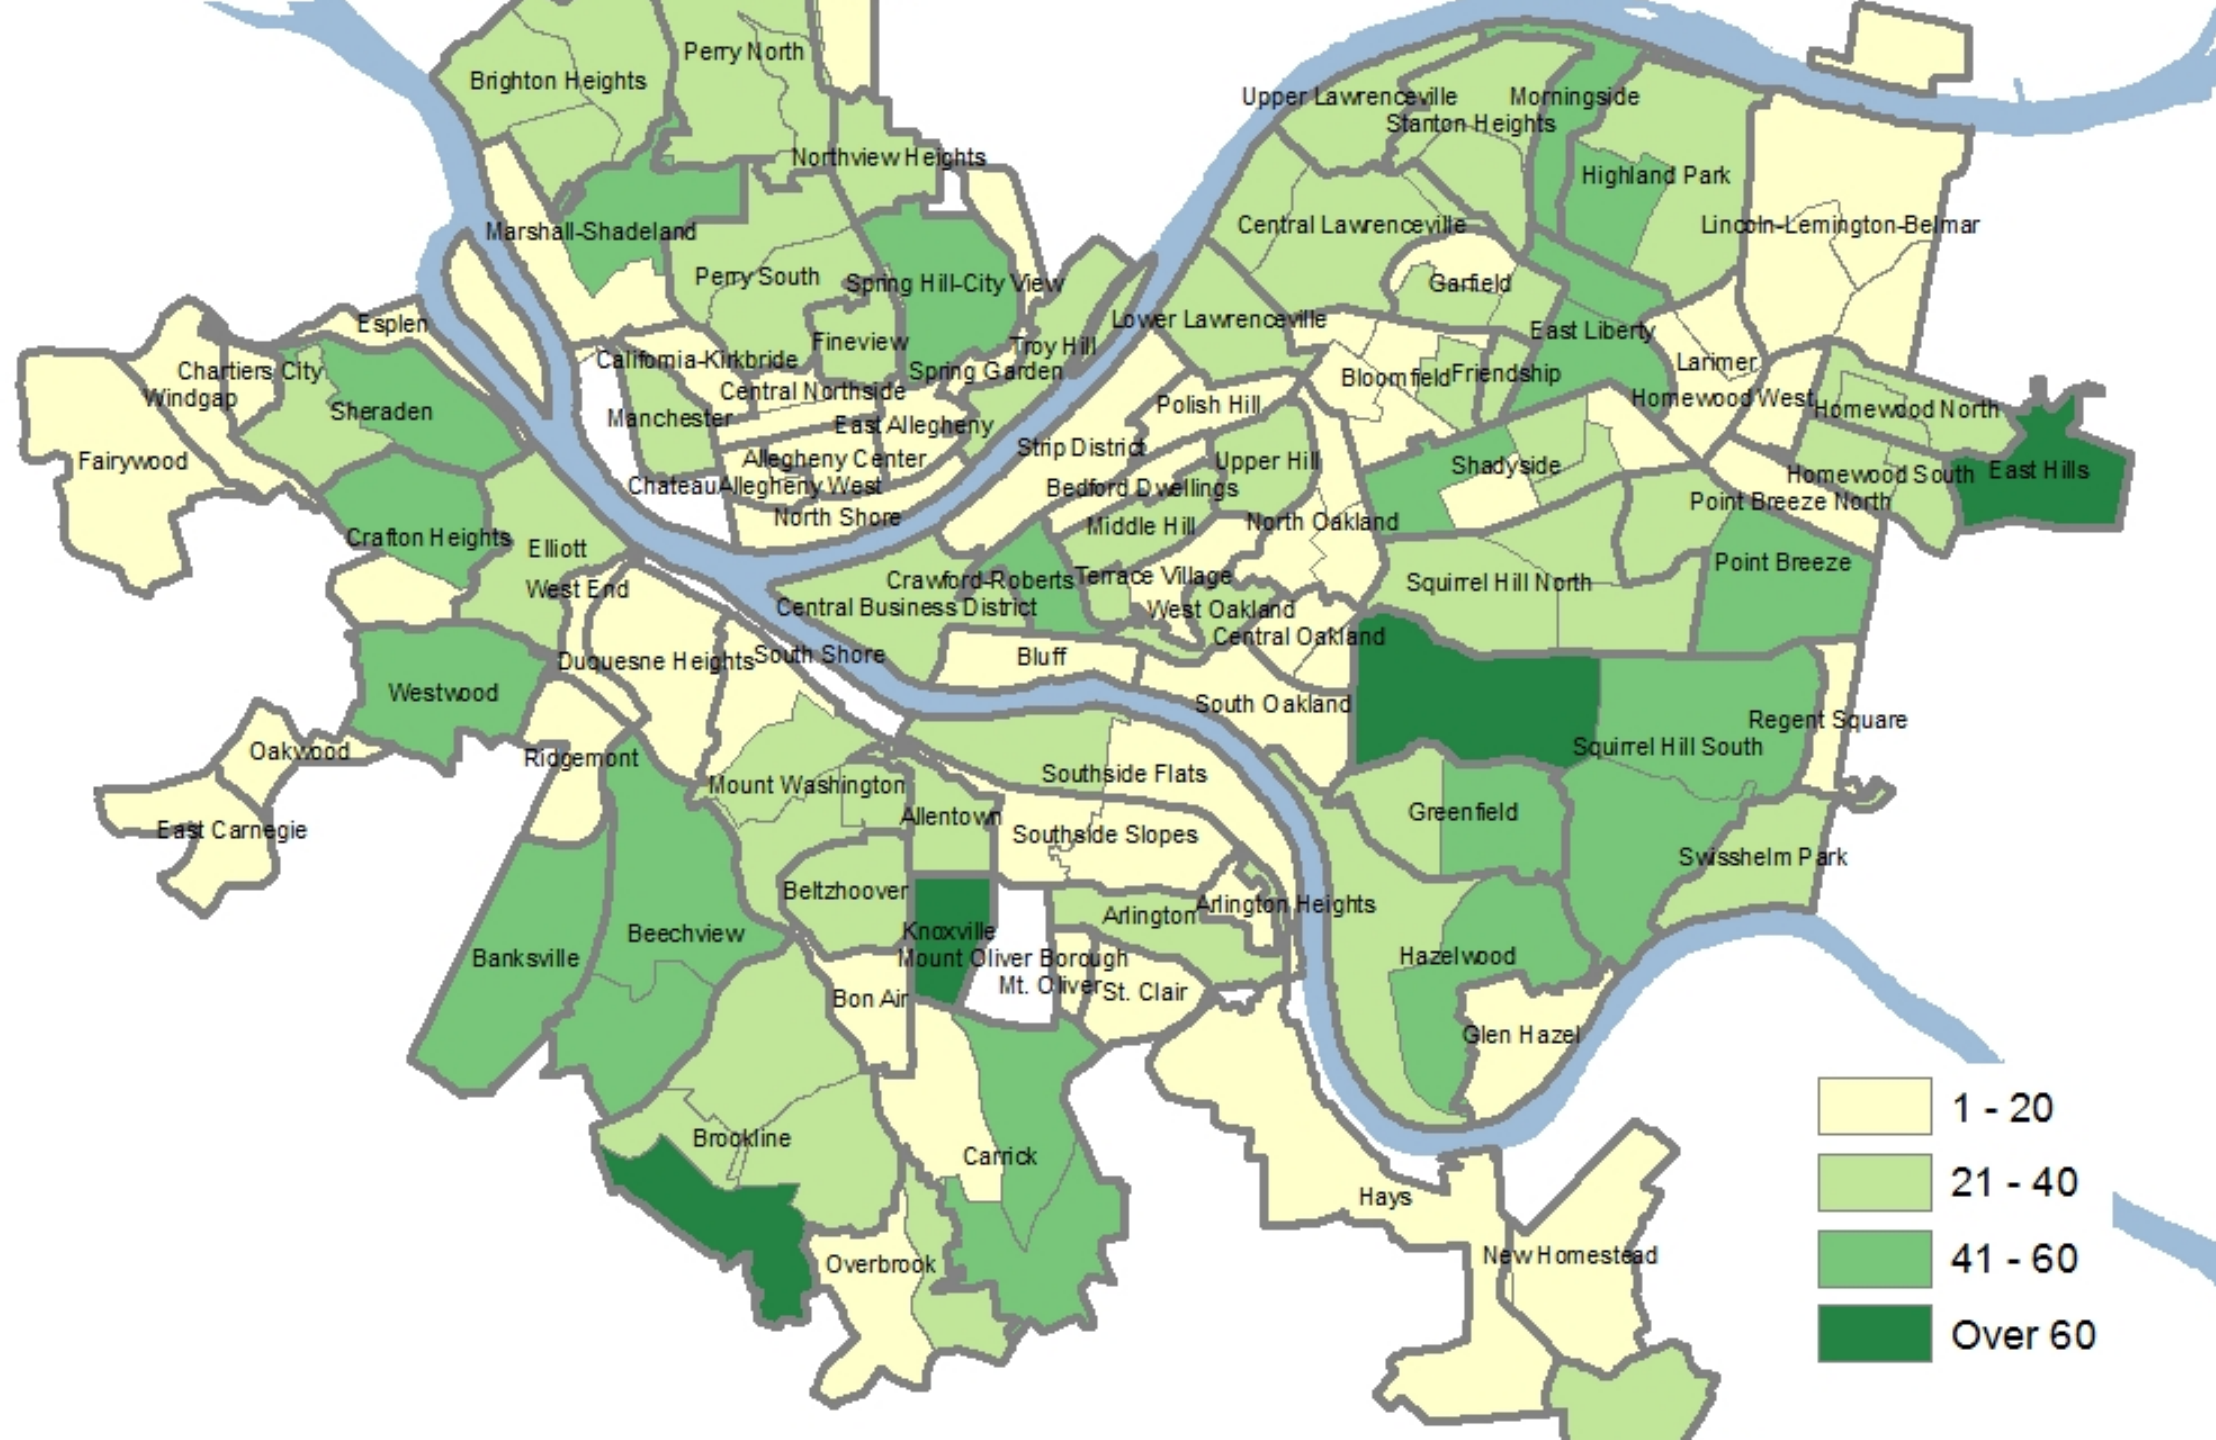 Perry North
Brighton Heights
Upper Lawrenceville
Morningside
Stanton Heights
Northview Heights
Highland Park
Marshall-Shadeland
Central Lawrenceville
Lincoln-Lemington-Belmar
Perry South
Spring Hill-City View
Garfield
Esplen
Lower Lawrenceville
East Liberty
Fineview
Troy Hill
California-Kirkbride
Larimer
Chartiers City
Spring Garden
Bloomfield
Friendship
Windgap
Central Northside
Homewood West
Sheraden
Polish Hill
Homewood North
Manchester
East Allegheny
Strip District
Fairywood
Allegheny Center
Upper Hill
Shadyside
East Hills
Homewood South
Chateau
Allegheny West
Bedford Dwellings
Point Breeze North
North Shore
Middle Hill
North Oakland
Crafton Heights
Elliott
Point Breeze
Crawford-Roberts
Terrace Village
Squirrel Hill North
West End
Central Business District
West Oakland
Central Oakland
Duquesne Heights
South Shore
Bluff
Westwood
South Oakland
Regent Square
Oakwood
Ridgemont
Squirrel Hill South
Southside Flats
Mount Washington
Allentown
Greenfield
East Carnegie
Southside Slopes
Swisshelm Park
Beltzhoover
Arlington Heights
Arlington
Knoxville
Beechview
Banksville
Mount Oliver Borough
Hazelwood
Mt. Oliver
St. Clair
Bon Air
Glen Hazel
Brookline
Carrick
Hays
Overbrook
New Homestead
1 - 20
21 - 40
41 - 60
Over 60